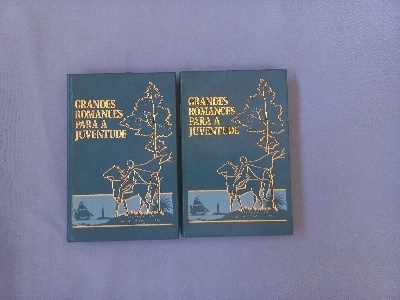 GRANDES
ROMANCES
PARA A
JUVENTUDE
GRANDES
ROMANCES
PARA A
JUVENTUDE